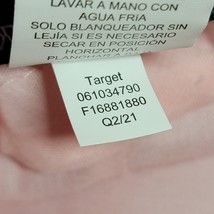 LAVAR A MANO CON
AGUA FRIA
SOLO BLANQUEADOR SIN
LEJÍA SI ES NECESARIO
SECAR EN POSICIÓN
HORIZONTAL
PLANCHAR A
Target
061034790
F16881880
Q2/21